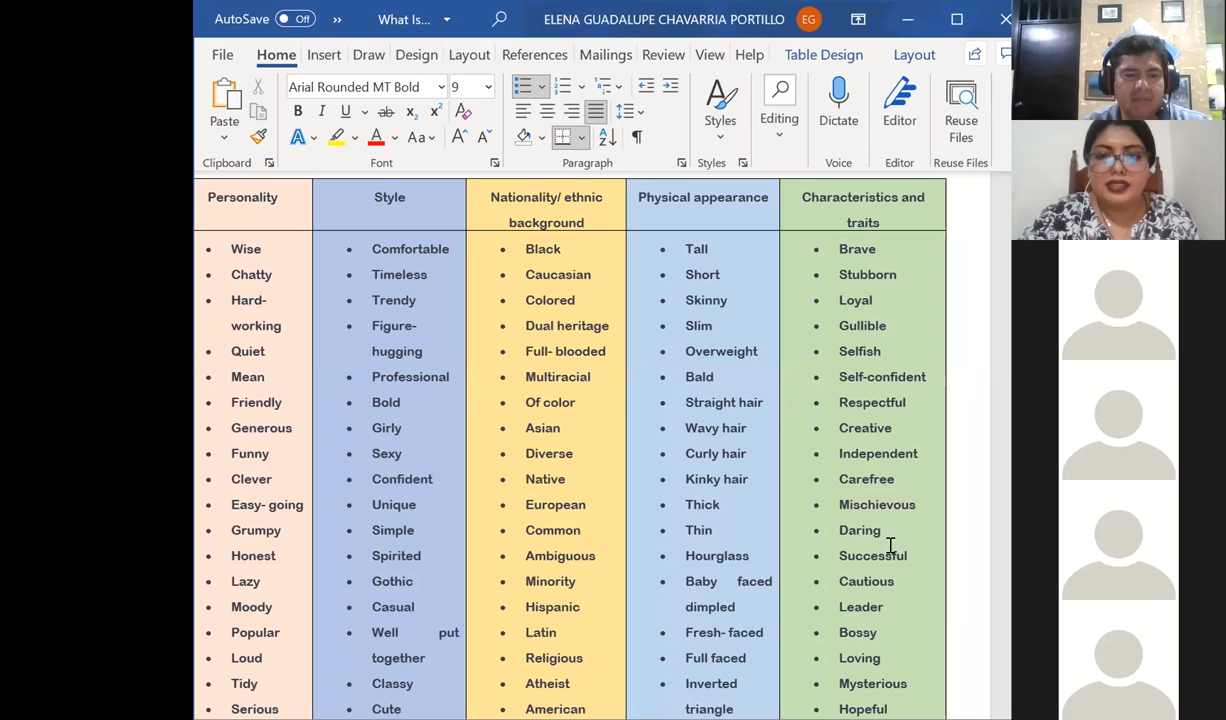 AutoSave Off What Is... ELENA GUADALUPE CHAVARRIA PORTILLO EG
File Home Insert Draw Design Layout References Mailings Review View Help Table Design Layout
Arial Rounded MT Bold 9
Paste
Styles
Editing
Dictate
Editor
Reuse
Files
Clipboard Font Paragraph Styles Voice Editor Reuse Files
Personality
Wise
Chatty
Hard-
working
Quiet
Mean
Friendly
Generous
Funny
Clever
Easy- going
Grumpy
Honest
Lazy
Moody
Popular
Loud
Tidy
Serious
Style
Comfortable
Timeless
Trendy
Figure-
hugging
Professional
Bold
Girly
Sexy
Confident
Unique
Simple
Spirited
Gothic
Casual
Well put
together
Classy
Cute
Nationality/ ethnic
background
Black
Caucasian
Colored
Dual heritage
Full- blooded
Multiracial
Of color
Asian
Diverse
Native
European
Common
Ambiguous
Minority
Hispanic
Latin
Religious
Atheist
American
Physical appearance
Tall
Short
Skinny
Slim
Overweight
Bald
Straight hair
Wavy hair
Curly hair
Kinky hair
Thick
Thin
Hourglass
Baby faced
dimpled
Fresh- faced
Full faced
Inverted
triangle
Characteristics and
traits
Brave
Stubborn
Loyal
Gullible
Selfish
Self-confident
Respectful
Creative
Independent
Carefree
Mischievous
Daring
Successful
Cautious
Leader
Bossy
Loving
Mysterious
Hopeful